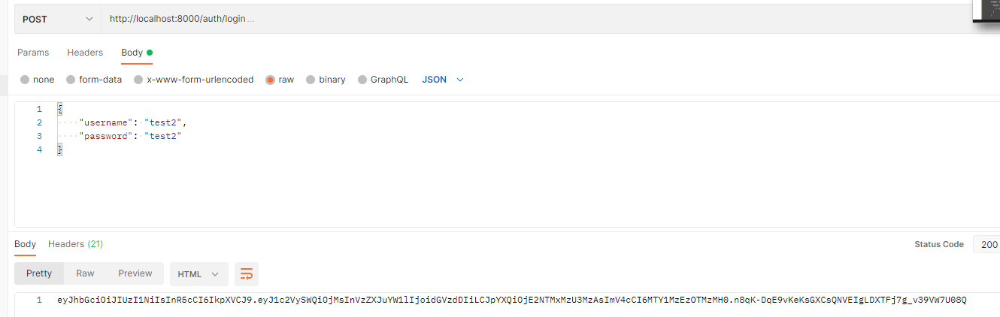 POST http://localhost:8000/auth/login ...
Params Headers Body
none form-data x-www-form-urlencoded raw binary GraphQL JSON
1 {
2 "username": "test2",
3 "password": "test2"
4 }
Body Headers (21) Status Code 200
Pretty Raw Preview HTML
1 eyJhbGciOiJIUzI1NiIsInR5cCI6IkpXVCJ9.eyJ1c2VySWQiOjMsInVzZXJuYW1lIjoidGVzdDIiLCJpYXQiOjE2NTMxMzU3MzAsImV4cCI6MTY1MzEzOTMzMH0.n8qK-DqE9vKeKsGXCsQNVEIgLDXTFj7g_v39VW7U08Q